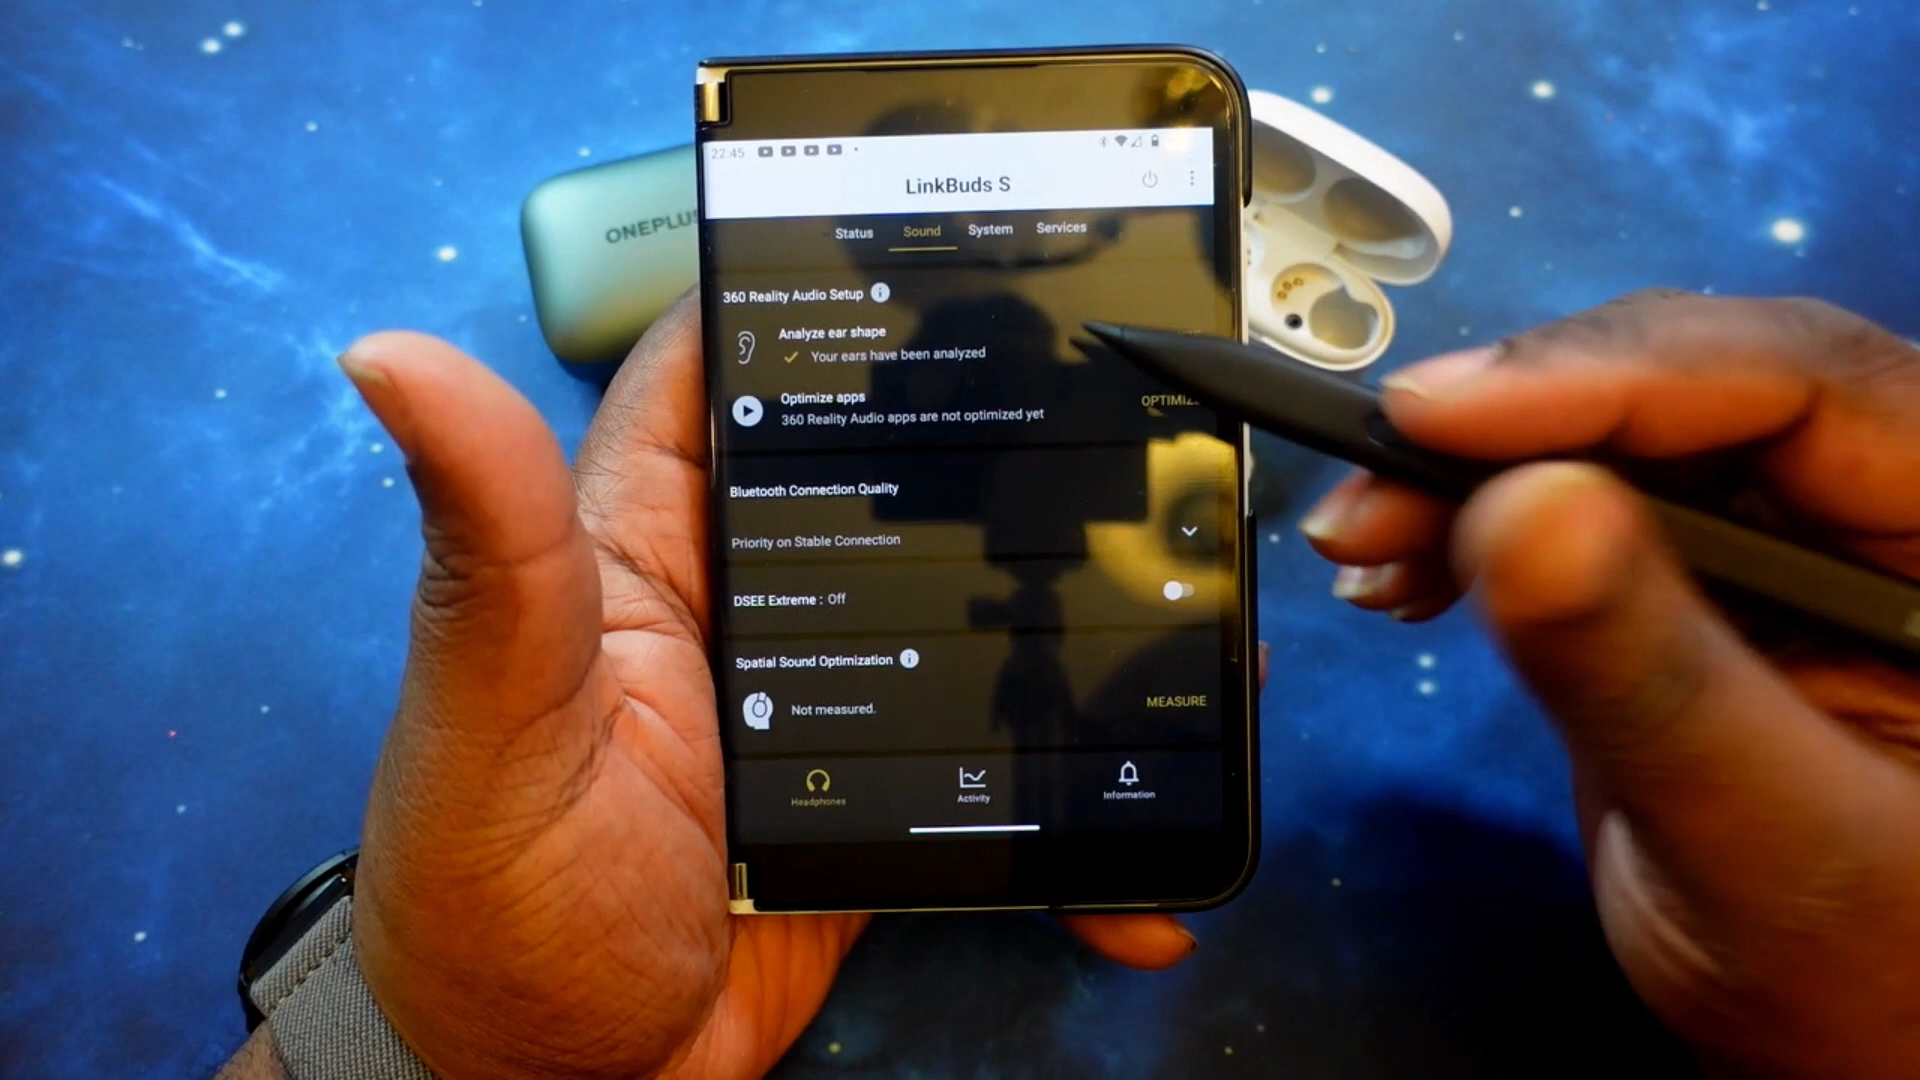 22:45
LinkBuds S
Status Sound System Services
ONEPLUS
360 Reality Audio Setup
Analyze ear shape
Your ears have been analyzed
Optimize apps
360 Reality Audio apps are not optimized yet
OPTIMIZE
Bluetooth Connection Quality
Priority on Stable Connection
DSEE Extreme : Off
Spatial Sound Optimization
Not measured.
MEASURE
Headphones Activity Information